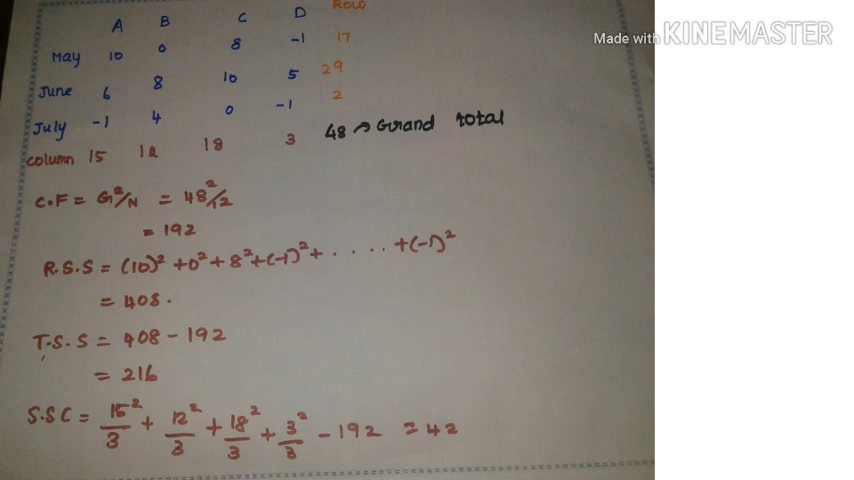 Row
A B C D
May 10 0 8 -1 17
June 6 8 10 5 29
July -1 4 0 -1 2
column 15 12 18 3 48 → Grand total
C.F = G²/N = 48²/12
= 192
R.S.S = (10)² + 0² + 8² + (-1)² + . . . . . + (-1)²
= 408.
T.S.S = 408 - 192
= 216
S.S.C = 15²/3 + 12²/3 + 18²/3 + 3²/3 - 192 = 42
Made with KINEMASTER